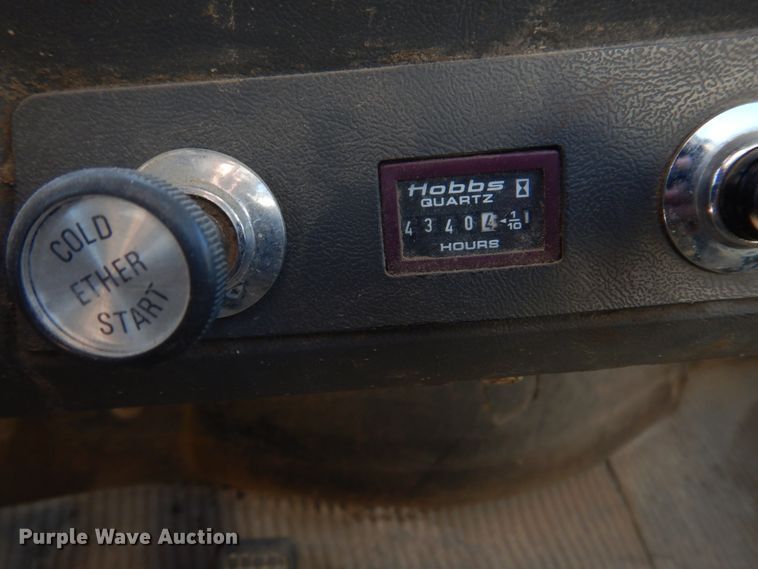 COLD
ETHER
START
Hobbs
QUARTZ
4 3 4 0 4 1/10
HOURS
Purple Wave Auction